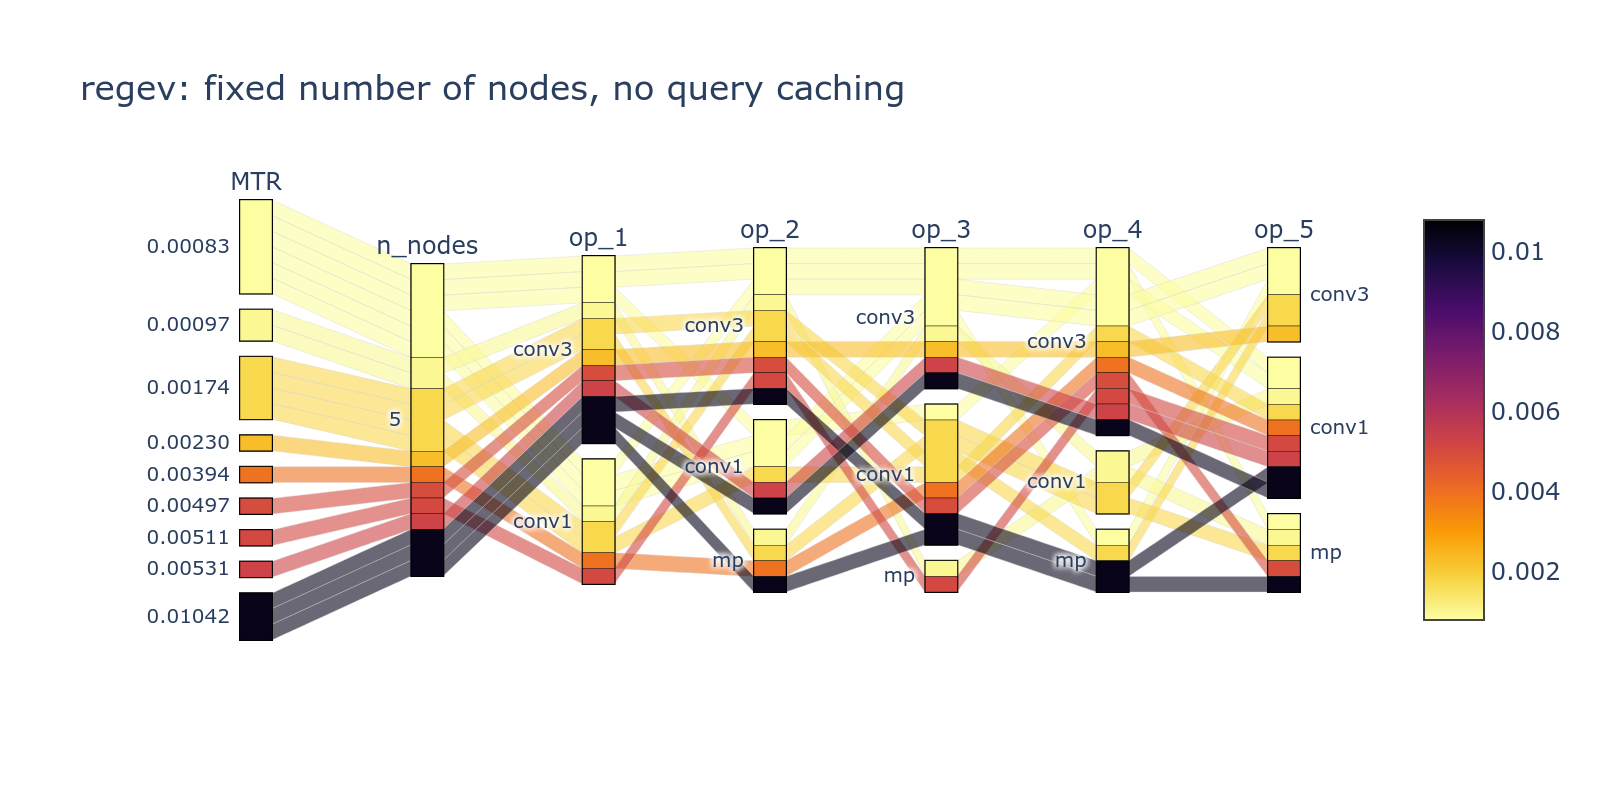 regev: fixed number of nodes, no query caching
MTR
n_nodes
op_1
op_2
op_3
op_4
op_5
0.00083
0.00097
0.00174
0.00230
0.00394
0.00497
0.00511
0.00531
0.01042
5
conv3
conv1
conv3
conv1
mp
conv3
conv1
mp
conv3
conv1
mp
conv3
conv1
mp
0.01
0.008
0.006
0.004
0.002